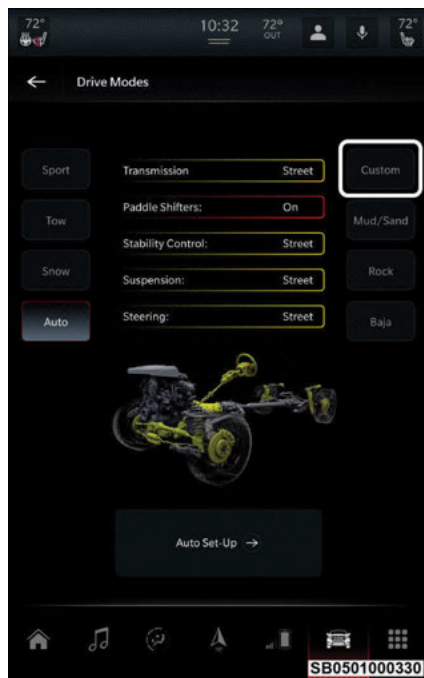 72°
10:32
72°
OUT
72°
Drive Modes
Sport
Tow
Snow
Auto
Transmission Street
Paddle Shifters: On
Stability Control: Street
Suspension: Street
Steering: Street
Custom
Mud/Sand
Rock
Baja
Auto Set-Up →
SB0501000330